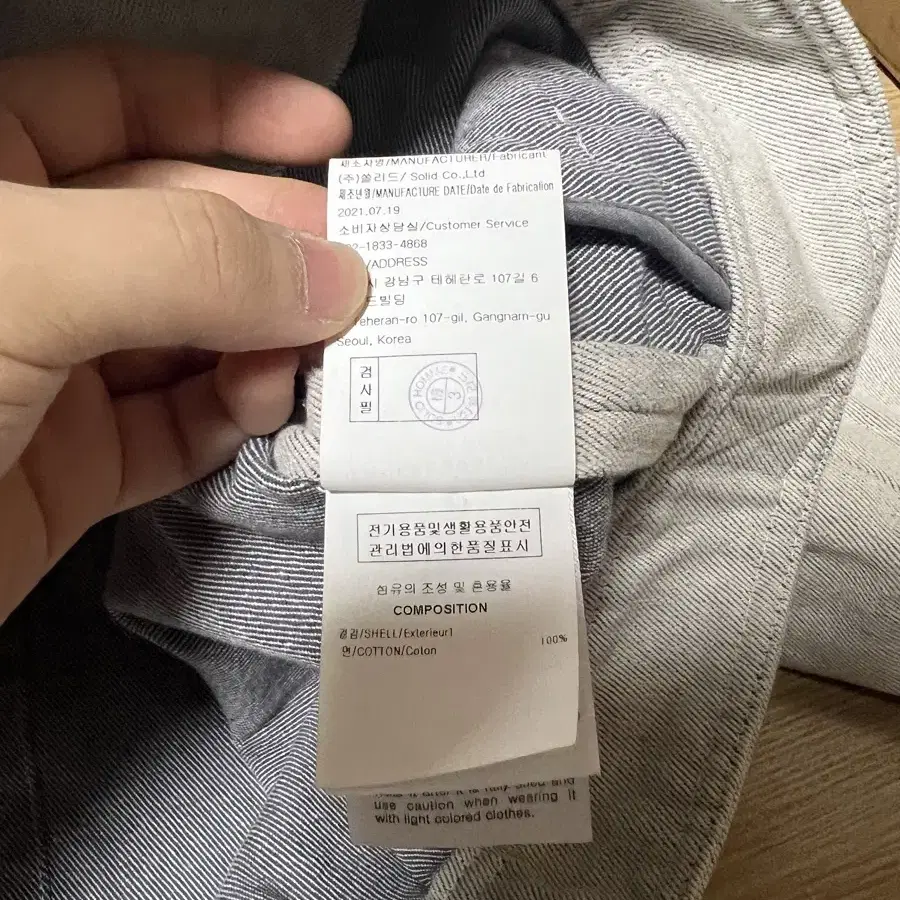 제조자명/MANUFACTURER/Fabricant
(주)쏠리드/ Solid Co.,Ltd
제조년월/MANUFACTURE DATE/Date de Fabrication
2021.07.19
소비자상담실/Customer Service
-1833-4868
/ADDRESS
강남구 테헤란로 107길 6
드빌딩
Teheran-ro 107-gil, Gangnam-gu
Seoul, Korea
검사필
3
전기용품및생활용품안전
관리법에의한품질표시
섬유의 조성 및 혼용율
COMPOSITION
겉감/SHELL/Exterieur1
100%
면/COTTON/Coton
use caution when wearing it
with light colored clothes.